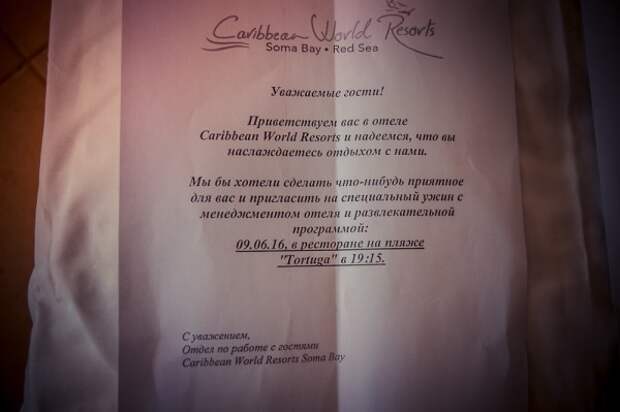 Caribbean World Resorts
Soma Bay • Red Sea
Уважаемые гости!
Приветствуем вас в отеле
Caribbean World Resorts и надеемся, что вы
наслаждаетесь отдыхом с нами.
Мы бы хотели сделать что-нибудь приятное
для вас и пригласить на специальный ужин с
менеджментом отеля и развлекательной
программой:
09.06.16, в ресторане на пляже
"Tortuga" в 19:15.
С уважением,
Отдел по работе с гостями
Caribbean World Resorts Soma Bay